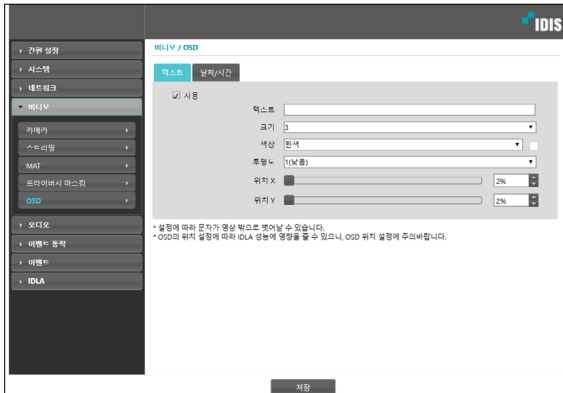 IDIS
간편 설정
시스템
네트워크
비디오
카메라
스트리밍
MAT
프라이버시 마스킹
OSD
오디오
이벤트 동작
이벤트
IDLA
비디오 / OSD
텍스트 날짜/시간
사용
텍스트
크기 3
색상 흰색
투명도 1(낮음)
위치 X 2%
위치 Y 2%
* 설정에 따라 문자가 영상 밖으로 벗어날 수 있습니다.
* OSD의 위치 설정에 따라 IDLA 성능에 영향을 줄 수 있으니, OSD 위치 설정에 주의바랍니다.
저장